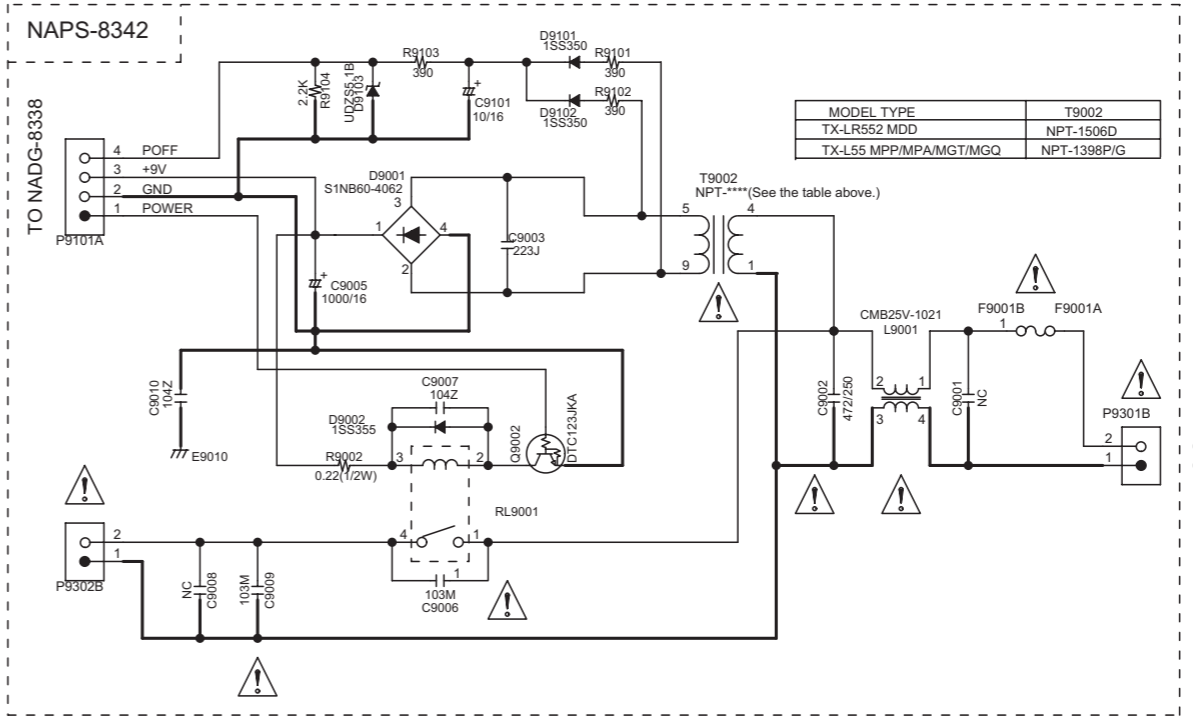 NAPS-8342
TO NADG-8338
4 POFF
3 +9V
2 GND
1 POWER
P9101A
2.2K
R9104
UDZS5.1B
D9103
R9103
390
+
C9101
10/16
D9101
1SS350
R9101
390
D9102
1SS350
R9102
390
MODEL TYPE T9002
TX-LR552 MDD NPT-1506D
TX-L55 MPP/MPA/MGT/MGQ NPT-1398P/G
D9001
S1NB60-4062
3
1 4
2
C9003
223J
T9002
NPT-****(See the table above.)
5 4
9 1
+
C9005
1000/16
CMB25V-1021
L9001
2 1
3 4
C9002
472/250
C9001
NC
F9001B F9001A
1
P9301B
2
1
C9010
104Z
E9010
C9007
104Z
D9002
1SS355
R9002
0.22(1/2W)
3 2
Q9002
DTC123JKA
RL9001
4 1
1
103M
C9006
2
1
P9302B
NC
C9008
103M
C9009